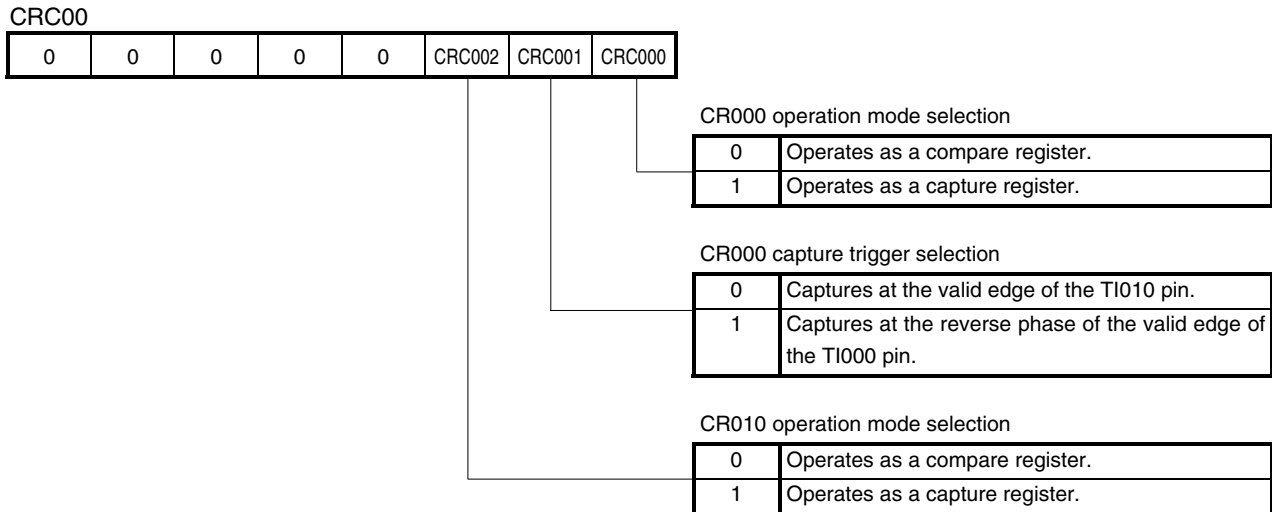 CRC00
0 0 0 0 0 CRC002 CRC001 CRC000
CR000 operation mode selection
0 Operates as a compare register.
1 Operates as a capture register.
CR000 capture trigger selection
0 Captures at the valid edge of the TI010 pin.
1 Captures at the reverse phase of the valid edge of
the TI000 pin.
CR010 operation mode selection
0 Operates as a compare register.
1 Operates as a capture register.